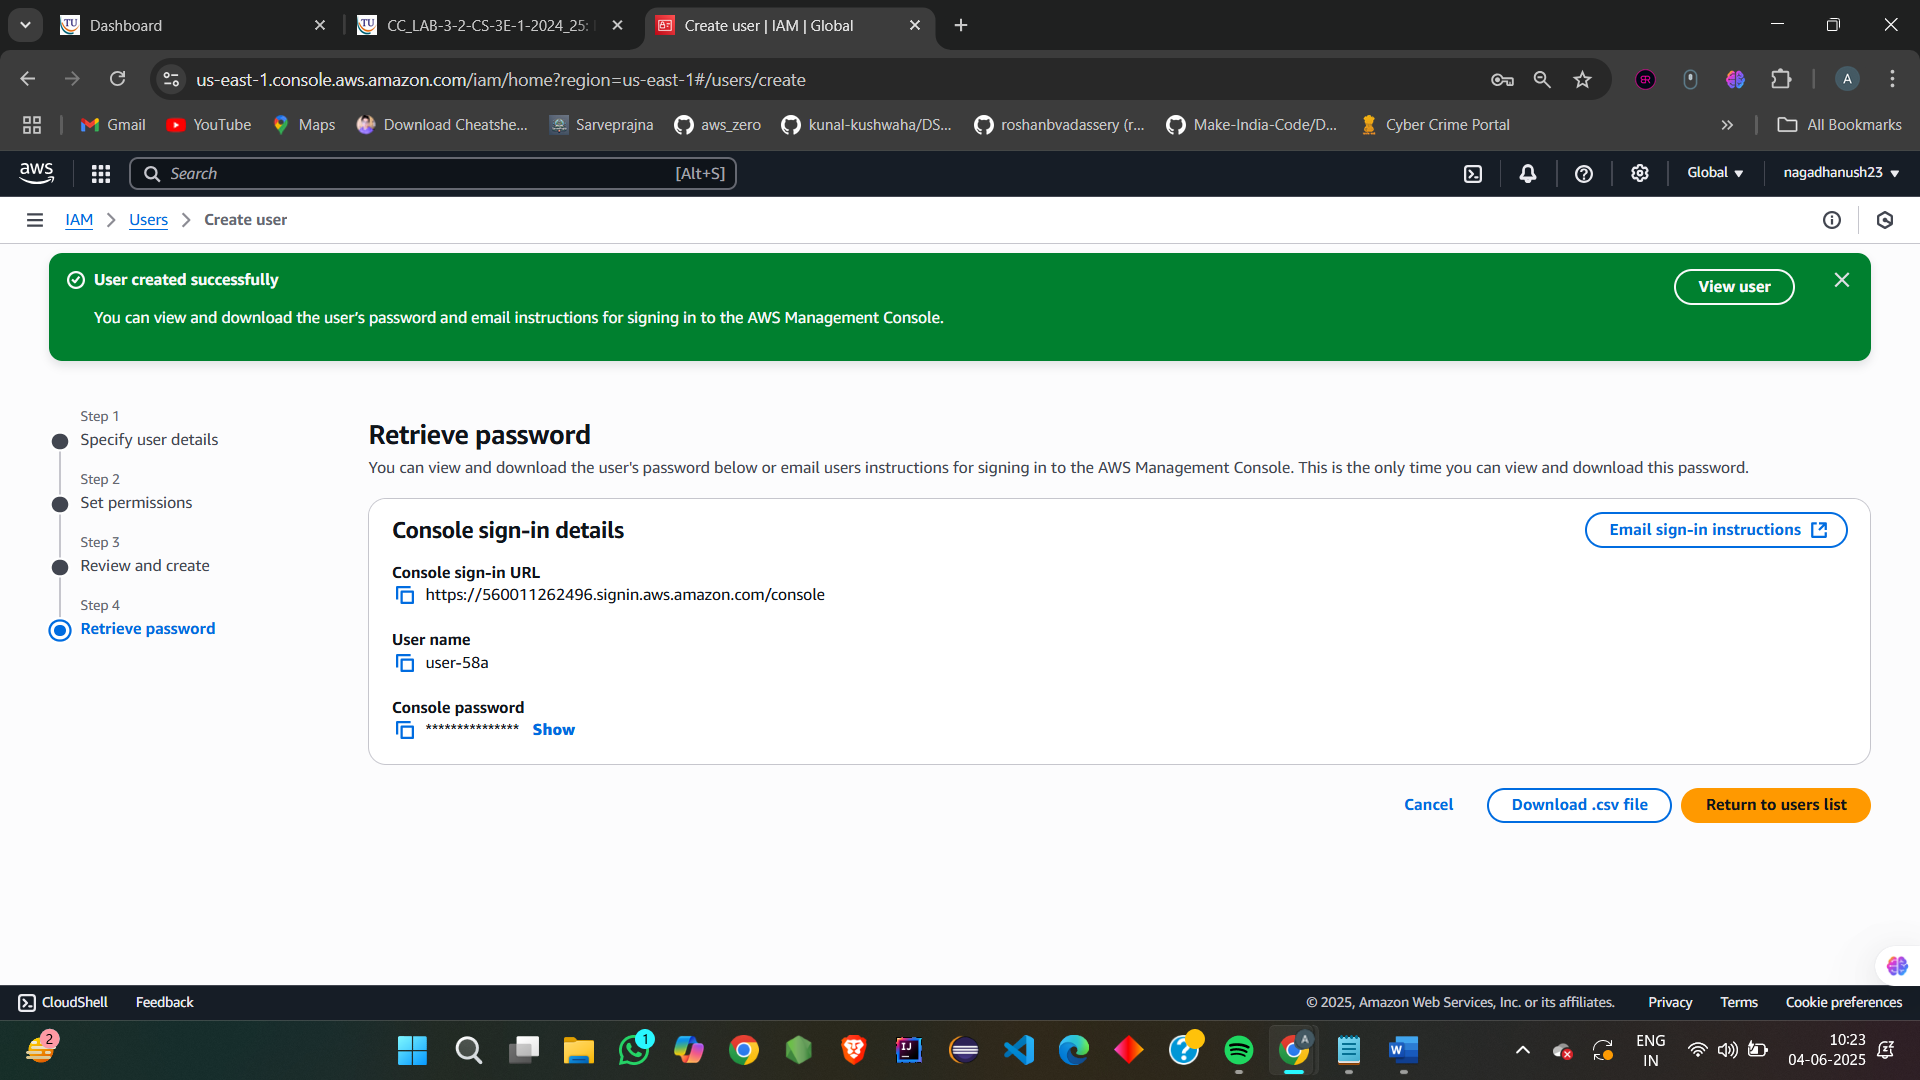 Dashboard
CC_LAB-3-2-CS-3E-1-2024_25:
Create user | IAM | Global
us-east-1.console.aws.amazon.com/iam/home?region=us-east-1#/users/create
A
Gmail
YouTube
Maps
Download Cheatshe...
Sarveprajna
aws_zero
kunal-kushwaha/DS...
roshanbvadassery (r...
Make-India-Code/D...
Cyber Crime Portal
All Bookmarks
aws
Search
[Alt+S]
Global
nagadhanush23
IAM
Users
Create user
User created successfully
View user
You can view and download the user's password and email instructions for signing in to the AWS Management Console.
Step 1
Specify user details
Step 2
Set permissions
Step 3
Review and create
Step 4
Retrieve password
Retrieve password
You can view and download the user's password below or email users instructions for signing in to the AWS Management Console. This is the only time you can view and download this password.
Console sign-in details
Email sign-in instructions
Console sign-in URL
https://560011262496.signin.aws.amazon.com/console
User name
user-58a
Console password
*************** Show
Cancel
Download .csv file
Return to users list
CloudShell
Feedback
© 2025, Amazon Web Services, Inc. or its affiliates.
Privacy
Terms
Cookie preferences
2
1
ENG
IN
10:23
04-06-2025